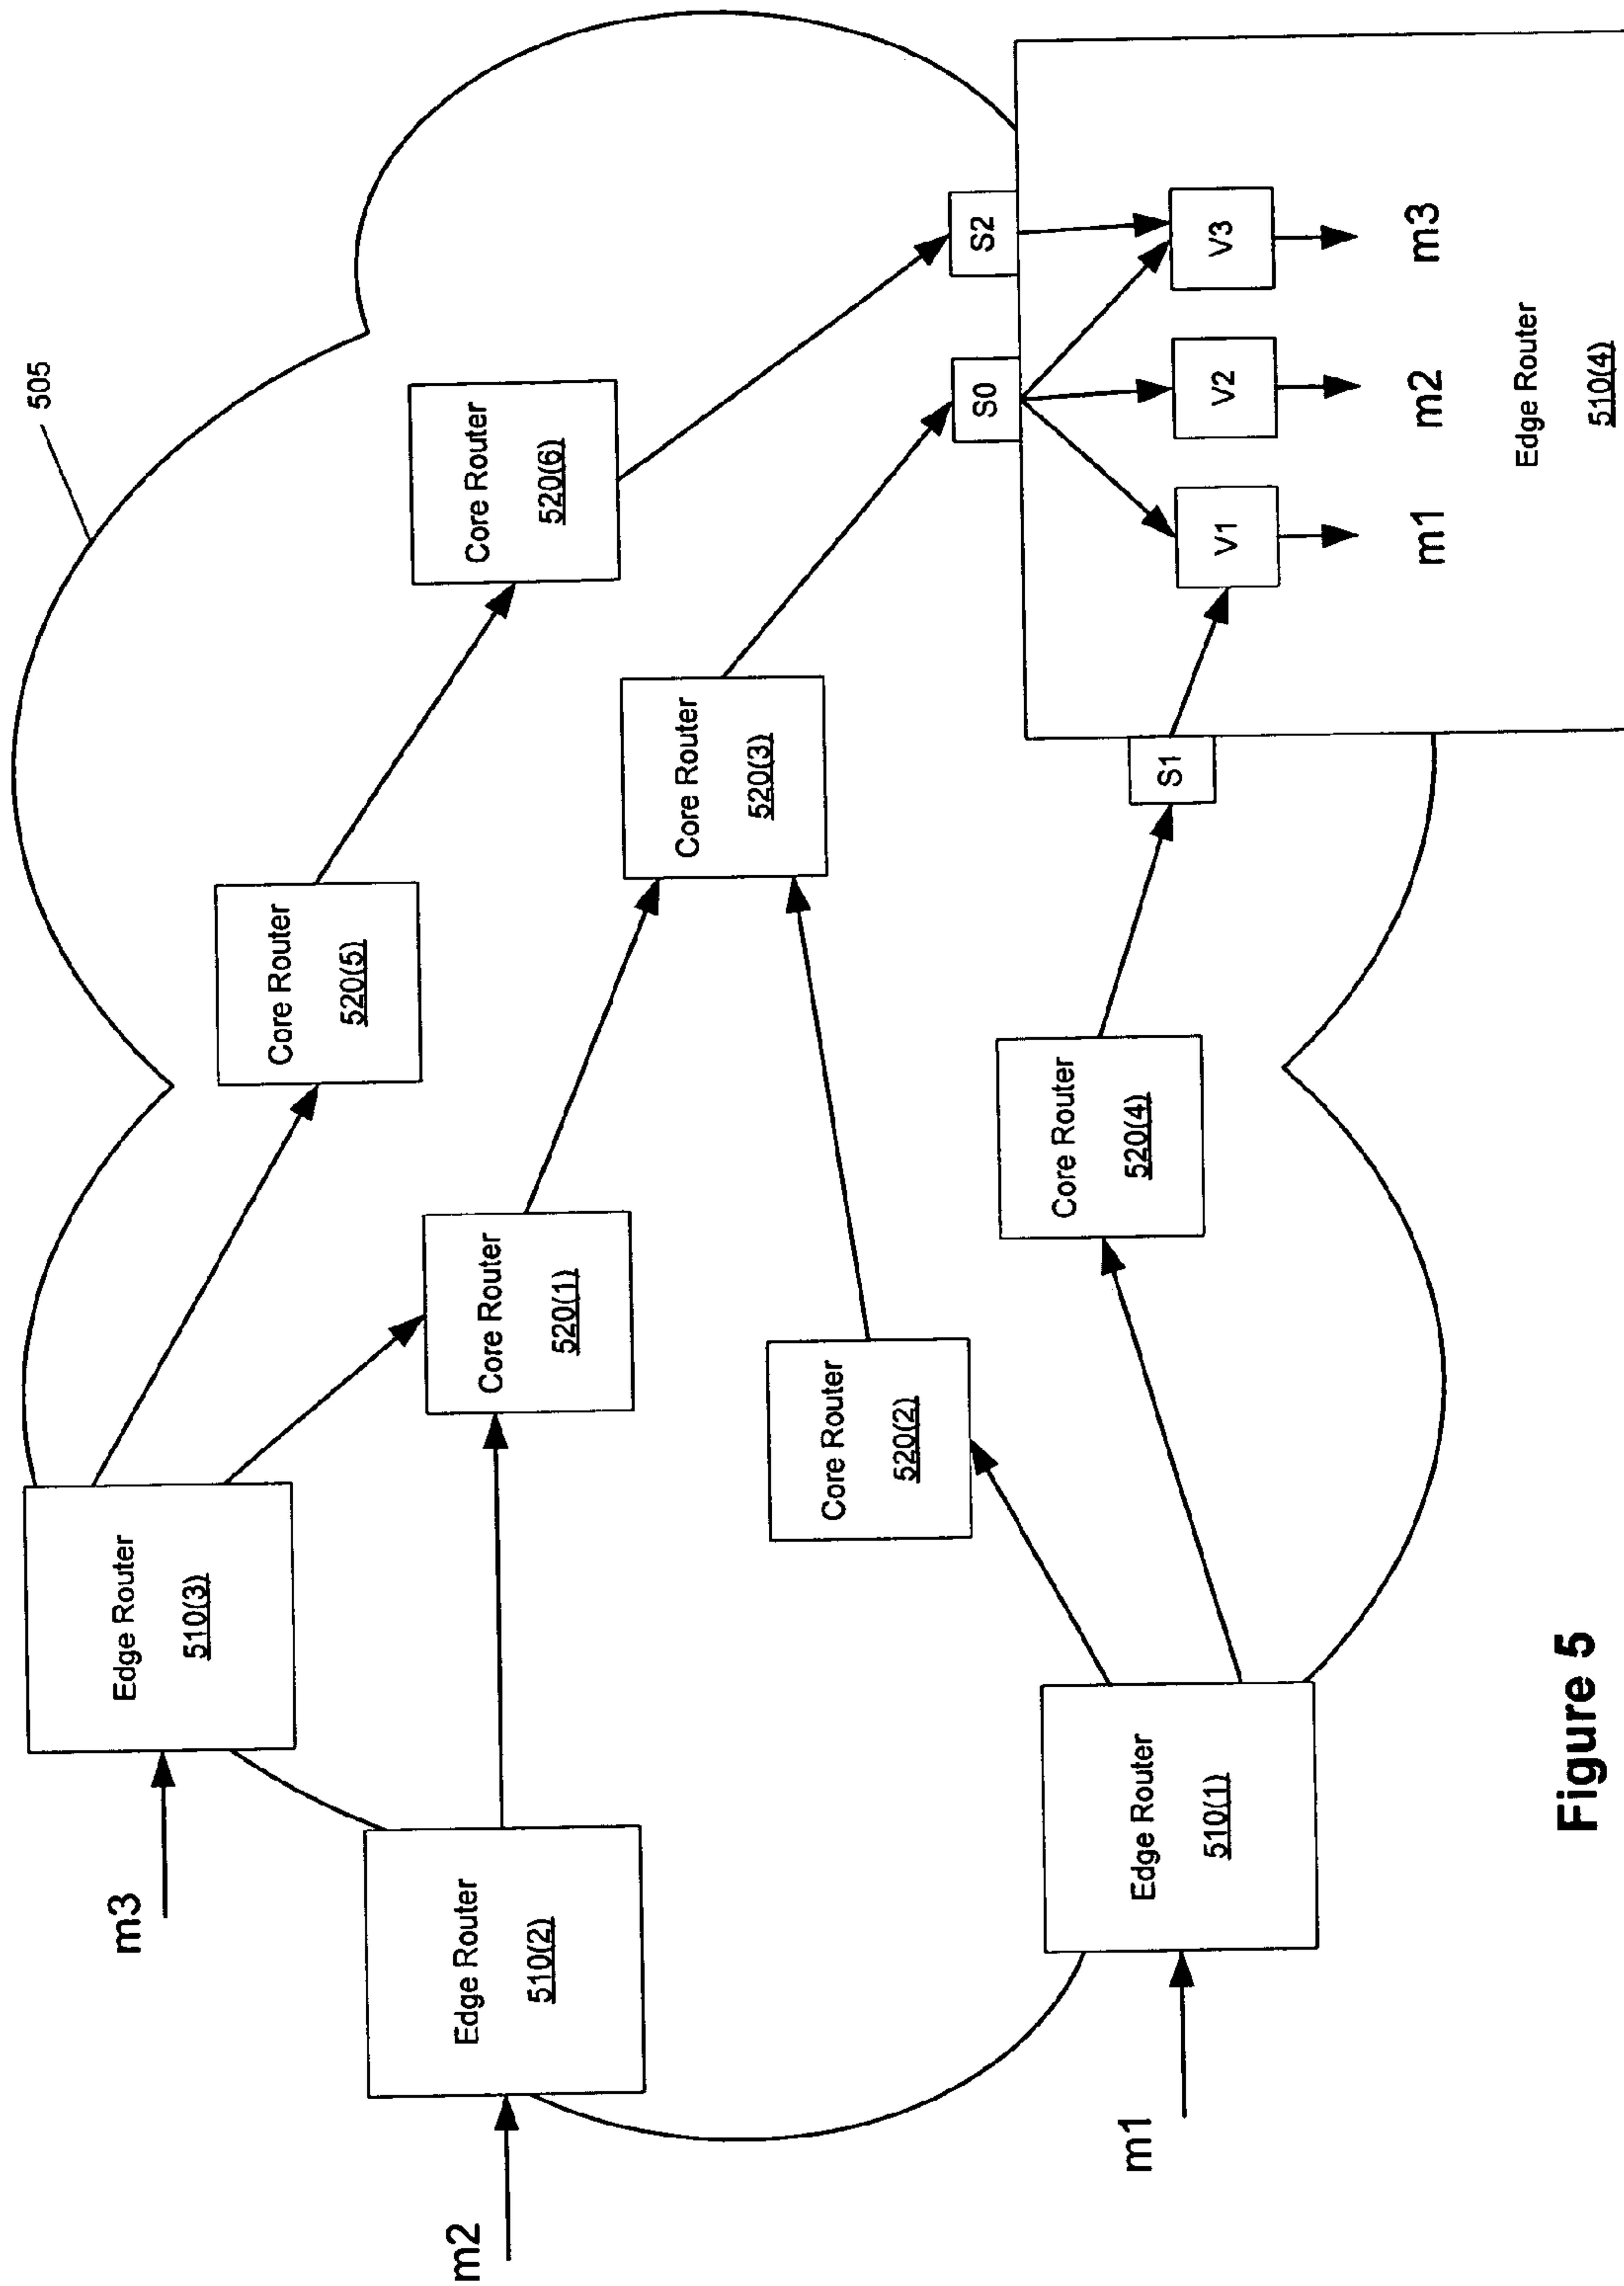 505
m3
Edge Router
510(3)
m2
Edge Router
510(2)
m1
Edge Router
510(1)
Core Router
520(5)
Core Router
520(1)
Core Router
520(2)
Core Router
520(4)
Core Router
520(6)
Core Router
520(3)
S2
S0
S1
V1
V2
V3
m1
m2
m3
Edge Router
510(4)
Figure 5